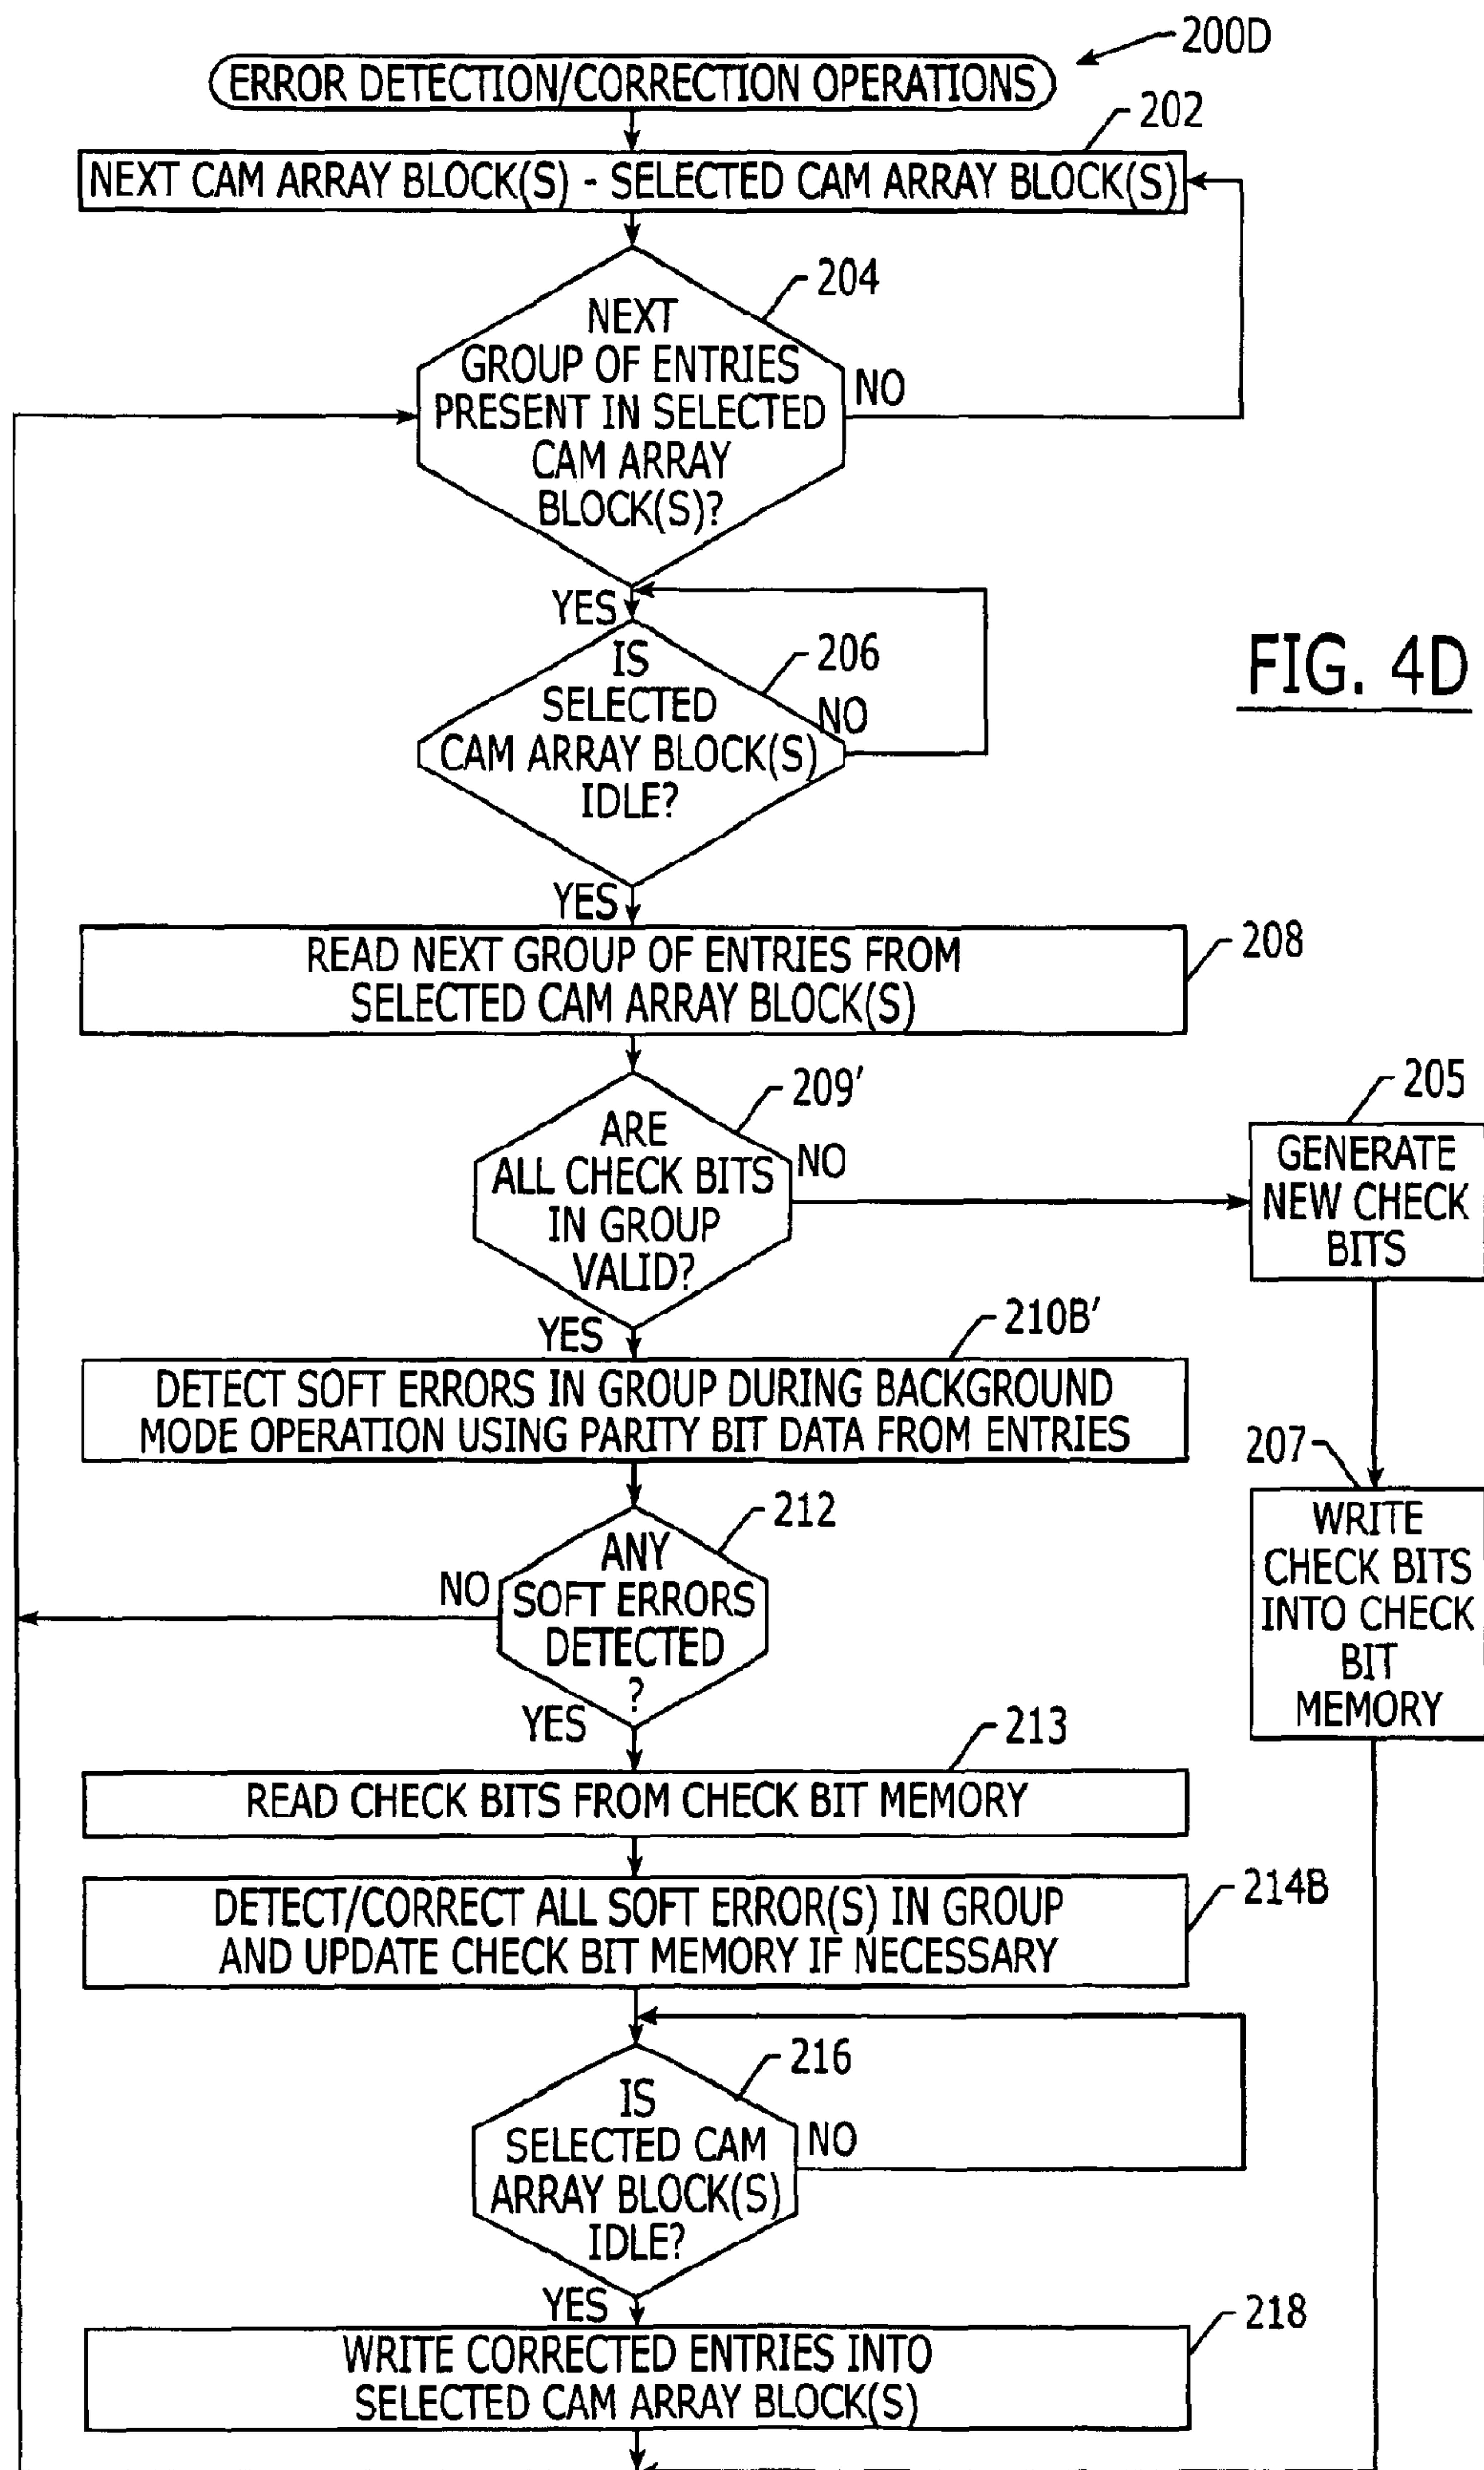 200D
ERROR DETECTION/CORRECTION OPERATIONS
202
NEXT CAM ARRAY BLOCK(S) - SELECTED CAM ARRAY BLOCK(S)
204
NEXT
GROUP OF ENTRIES
PRESENT IN SELECTED
CAM ARRAY
BLOCK(S)?
NO
YES
206
IS
SELECTED
CAM ARRAY BLOCK(S)
IDLE?
NO
FIG. 4D
YES
208
READ NEXT GROUP OF ENTRIES FROM
SELECTED CAM ARRAY BLOCK(S)
209'
ARE
ALL CHECK BITS
IN GROUP
VALID?
NO
205
GENERATE
NEW CHECK
BITS
YES
210B'
DETECT SOFT ERRORS IN GROUP DURING BACKGROUND
MODE OPERATION USING PARITY BIT DATA FROM ENTRIES
207
WRITE
CHECK BITS
INTO CHECK
BIT
MEMORY
212
ANY
SOFT ERRORS
DETECTED
?
NO
YES
213
READ CHECK BITS FROM CHECK BIT MEMORY
214B
DETECT/CORRECT ALL SOFT ERROR(S) IN GROUP
AND UPDATE CHECK BIT MEMORY IF NECESSARY
216
IS
SELECTED CAM
ARRAY BLOCK(S)
IDLE?
NO
YES
218
WRITE CORRECTED ENTRIES INTO
SELECTED CAM ARRAY BLOCK(S)